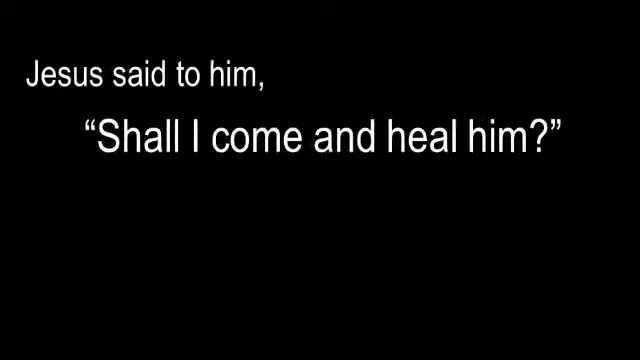 Jesus said to him,
“Shall I come and heal him?”